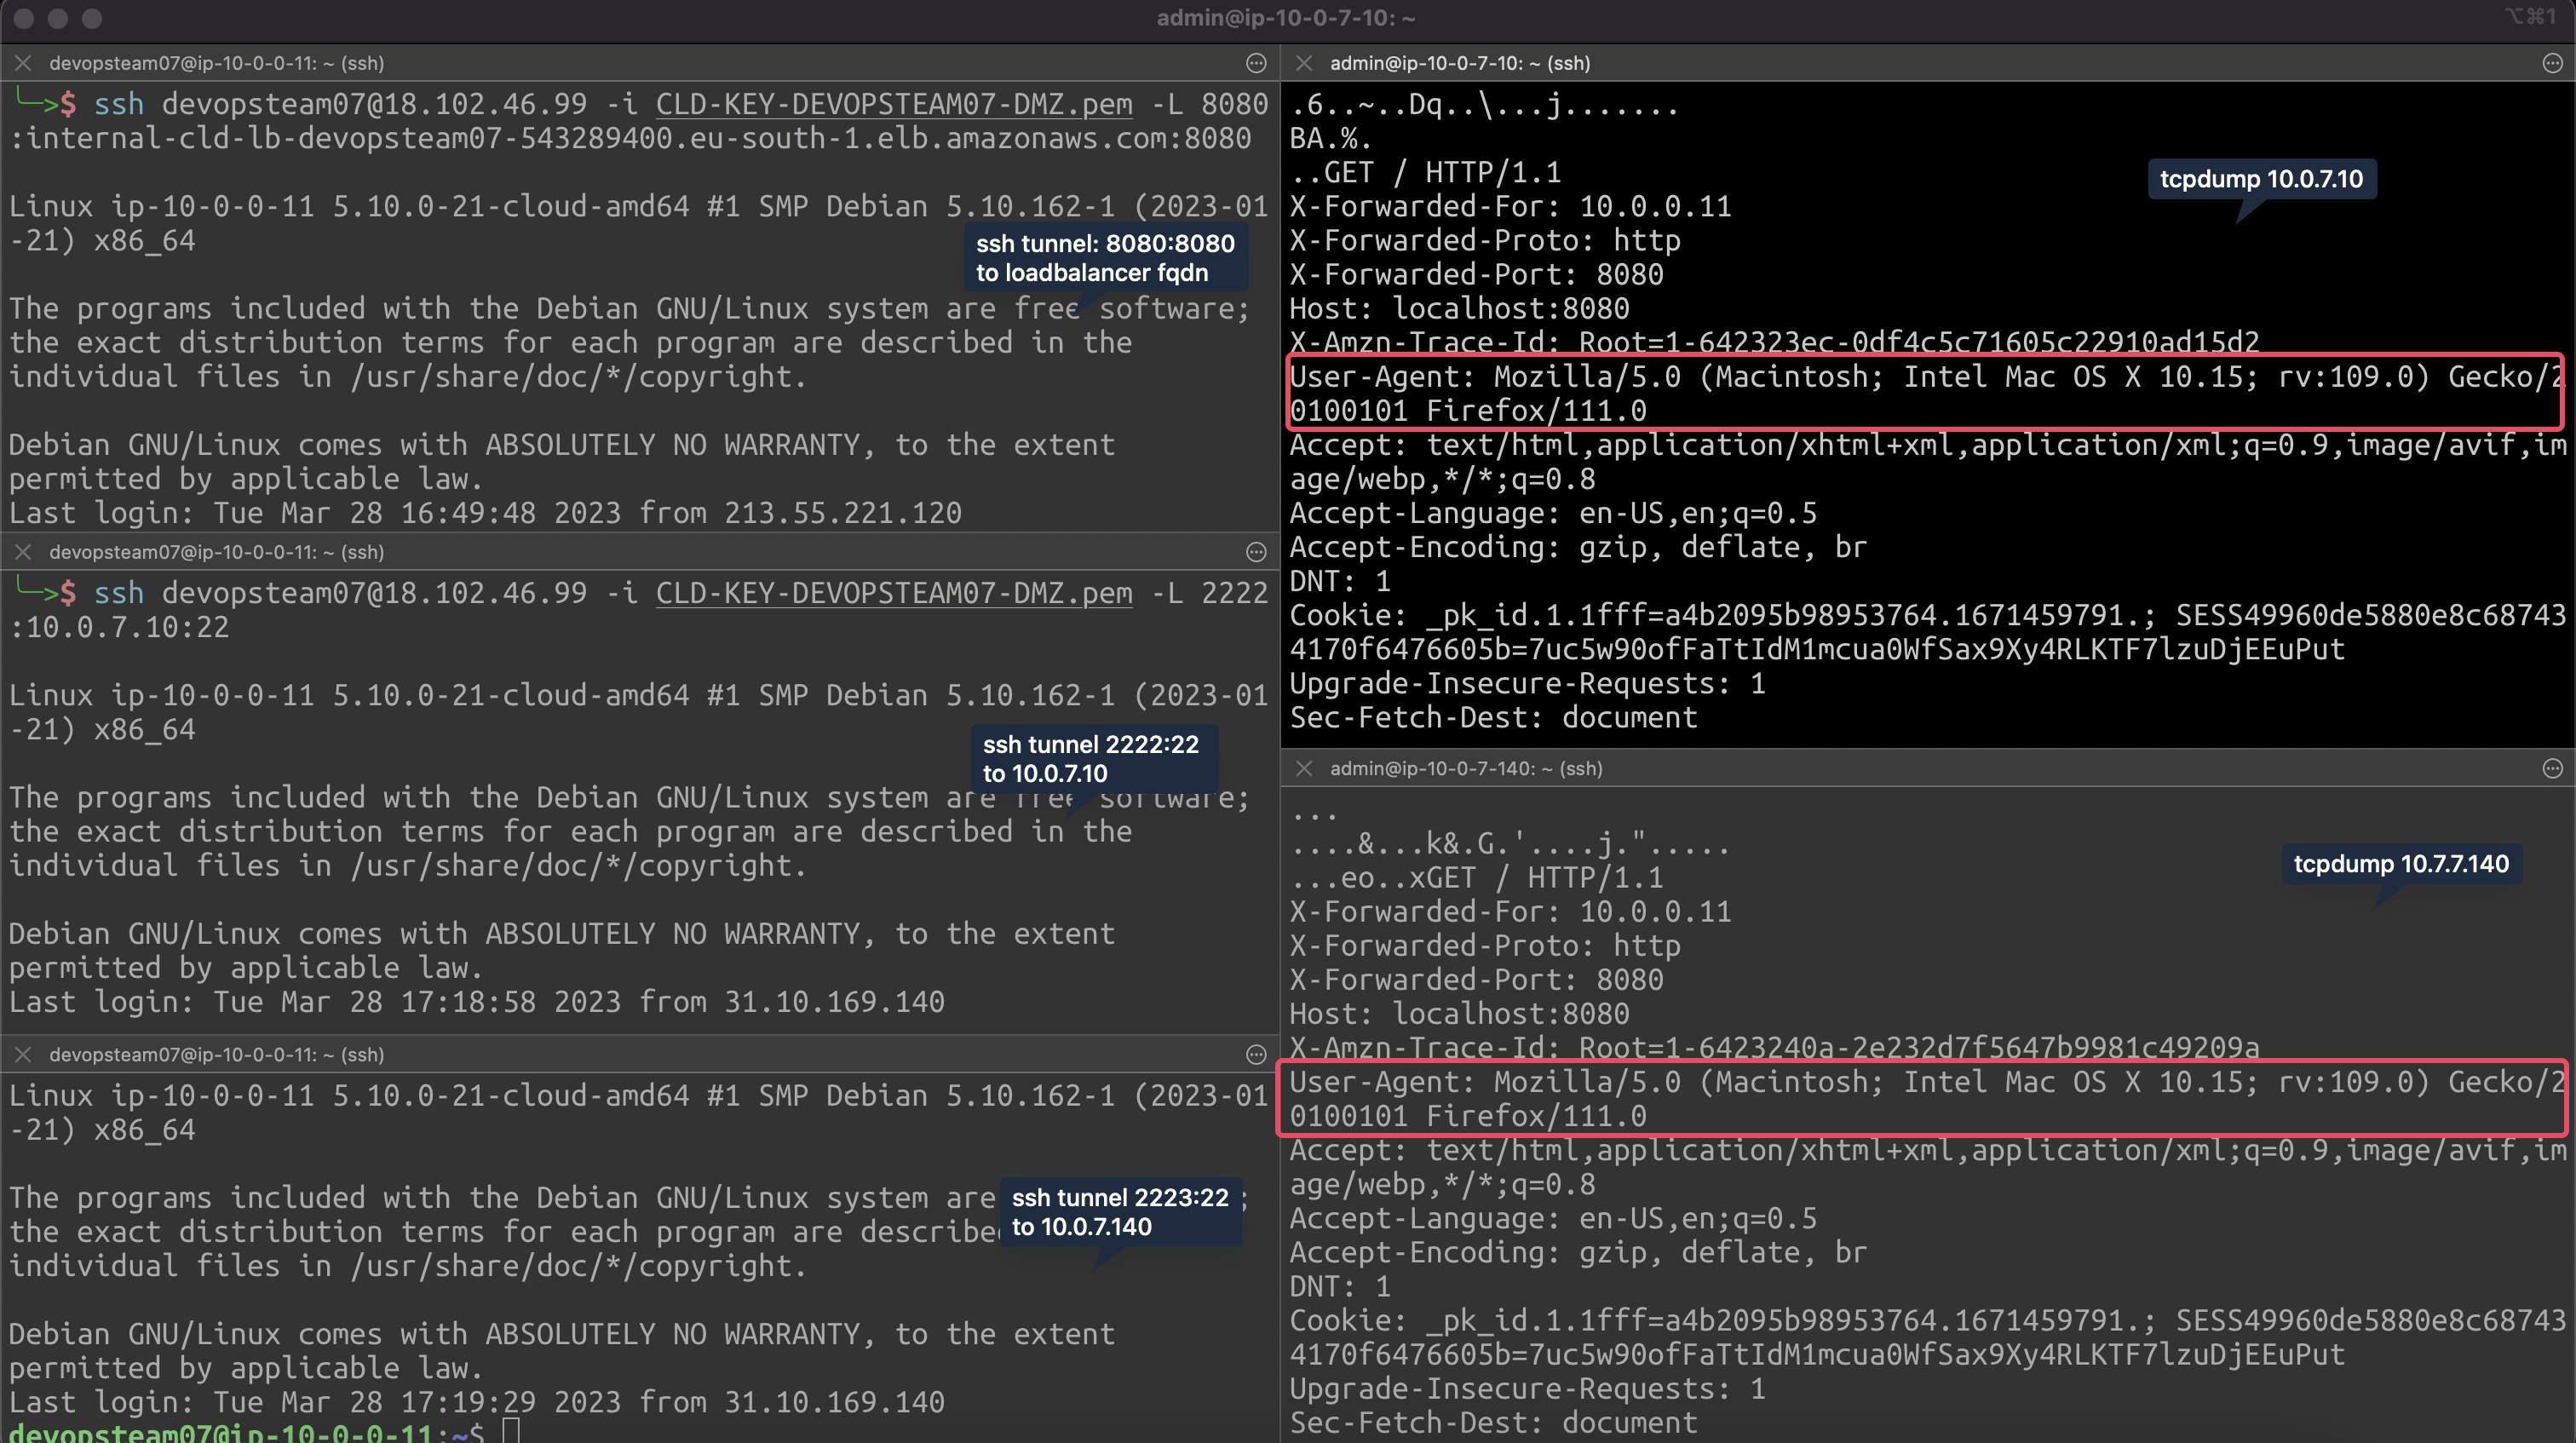 admin@ip-10-0-7-10: ~
⌥⌘1
devopsteam07@ip-10-0-0-11: ~ (ssh)
└─>$ ssh devopsteam07@18.102.46.99 -i CLD-KEY-DEVOPSTEAM07-DMZ.pem -L 8080
:internal-cld-lb-devopsteam07-543289400.eu-south-1.elb.amazonaws.com:8080
Linux ip-10-0-0-11 5.10.0-21-cloud-amd64 #1 SMP Debian 5.10.162-1 (2023-01
-21) x86_64
ssh tunnel: 8080:8080
to loadbalancer fqdn
The programs included with the Debian GNU/Linux system are free software;
the exact distribution terms for each program are described in the
individual files in /usr/share/doc/*/copyright.
Debian GNU/Linux comes with ABSOLUTELY NO WARRANTY, to the extent
permitted by applicable law.
Last login: Tue Mar 28 16:49:48 2023 from 213.55.221.120
devopsteam07@ip-10-0-0-11: ~ (ssh)
└─>$ ssh devopsteam07@18.102.46.99 -i CLD-KEY-DEVOPSTEAM07-DMZ.pem -L 2222
:10.0.7.10:22
Linux ip-10-0-0-11 5.10.0-21-cloud-amd64 #1 SMP Debian 5.10.162-1 (2023-01
-21) x86_64
ssh tunnel 2222:22
to 10.0.7.10
The programs included with the Debian GNU/Linux system are free software;
the exact distribution terms for each program are described in the
individual files in /usr/share/doc/*/copyright.
Debian GNU/Linux comes with ABSOLUTELY NO WARRANTY, to the extent
permitted by applicable law.
Last login: Tue Mar 28 17:18:58 2023 from 31.10.169.140
devopsteam07@ip-10-0-0-11: ~ (ssh)
Linux ip-10-0-0-11 5.10.0-21-cloud-amd64 #1 SMP Debian 5.10.162-1 (2023-01
-21) x86_64
ssh tunnel 2223:22
to 10.0.7.140
The programs included with the Debian GNU/Linux system are ;
the exact distribution terms for each program are describe
individual files in /usr/share/doc/*/copyright.
Debian GNU/Linux comes with ABSOLUTELY NO WARRANTY, to the extent
permitted by applicable law.
Last login: Tue Mar 28 17:19:29 2023 from 31.10.169.140
devopsteam07@ip-10-0-0-11:~$
admin@ip-10-0-7-10: ~ (ssh)
.6..~..Dq..\...j.......
BA.%.
..GET / HTTP/1.1
tcpdump 10.0.7.10
X-Forwarded-For: 10.0.0.11
X-Forwarded-Proto: http
X-Forwarded-Port: 8080
Host: localhost:8080
X-Amzn-Trace-Id: Root=1-642323ec-0df4c5c71605c22910ad15d2
User-Agent: Mozilla/5.0 (Macintosh; Intel Mac OS X 10.15; rv:109.0) Gecko/2
0100101 Firefox/111.0
Accept: text/html,application/xhtml+xml,application/xml;q=0.9,image/avif,im
age/webp,*/*;q=0.8
Accept-Language: en-US,en;q=0.5
Accept-Encoding: gzip, deflate, br
DNT: 1
Cookie: _pk_id.1.1fff=a4b2095b98953764.1671459791.; SESS49960de5880e8c68743
4170f6476605b=7uc5w90ofFaTtIdM1mcua0WfSax9Xy4RLKTF7lzuDjEEuPut
Upgrade-Insecure-Requests: 1
Sec-Fetch-Dest: document
admin@ip-10-0-7-140: ~ (ssh)
...
....&...k&.G.'....j.".....
...eo..xGET / HTTP/1.1
tcpdump 10.7.7.140
X-Forwarded-For: 10.0.0.11
X-Forwarded-Proto: http
X-Forwarded-Port: 8080
Host: localhost:8080
X-Amzn-Trace-Id: Root=1-6423240a-2e232d7f5647b9981c49209a
User-Agent: Mozilla/5.0 (Macintosh; Intel Mac OS X 10.15; rv:109.0) Gecko/2
0100101 Firefox/111.0
Accept: text/html,application/xhtml+xml,application/xml;q=0.9,image/avif,im
age/webp,*/*;q=0.8
Accept-Language: en-US,en;q=0.5
Accept-Encoding: gzip, deflate, br
DNT: 1
Cookie: _pk_id.1.1fff=a4b2095b98953764.1671459791.; SESS49960de5880e8c68743
4170f6476605b=7uc5w90ofFaTtIdM1mcua0WfSax9Xy4RLKTF7lzuDjEEuPut
Upgrade-Insecure-Requests: 1
Sec-Fetch-Dest: document